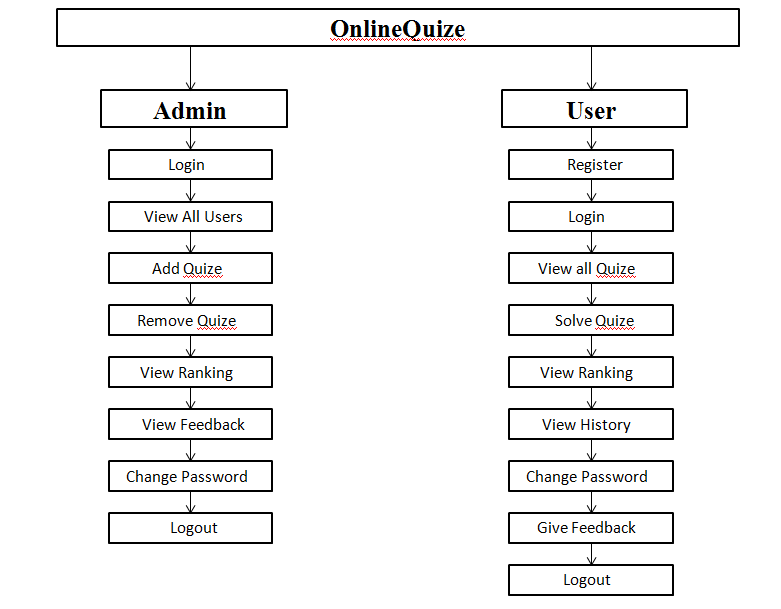 OnlineQuize
Admin
Login
View All Users
Add Quize
Remove Quize
View Ranking
View Feedback
Change Password
Logout
User
Register
Login
View all Quize
Solve Quize
View Ranking
View History
Change Password
Give Feedback
Logout